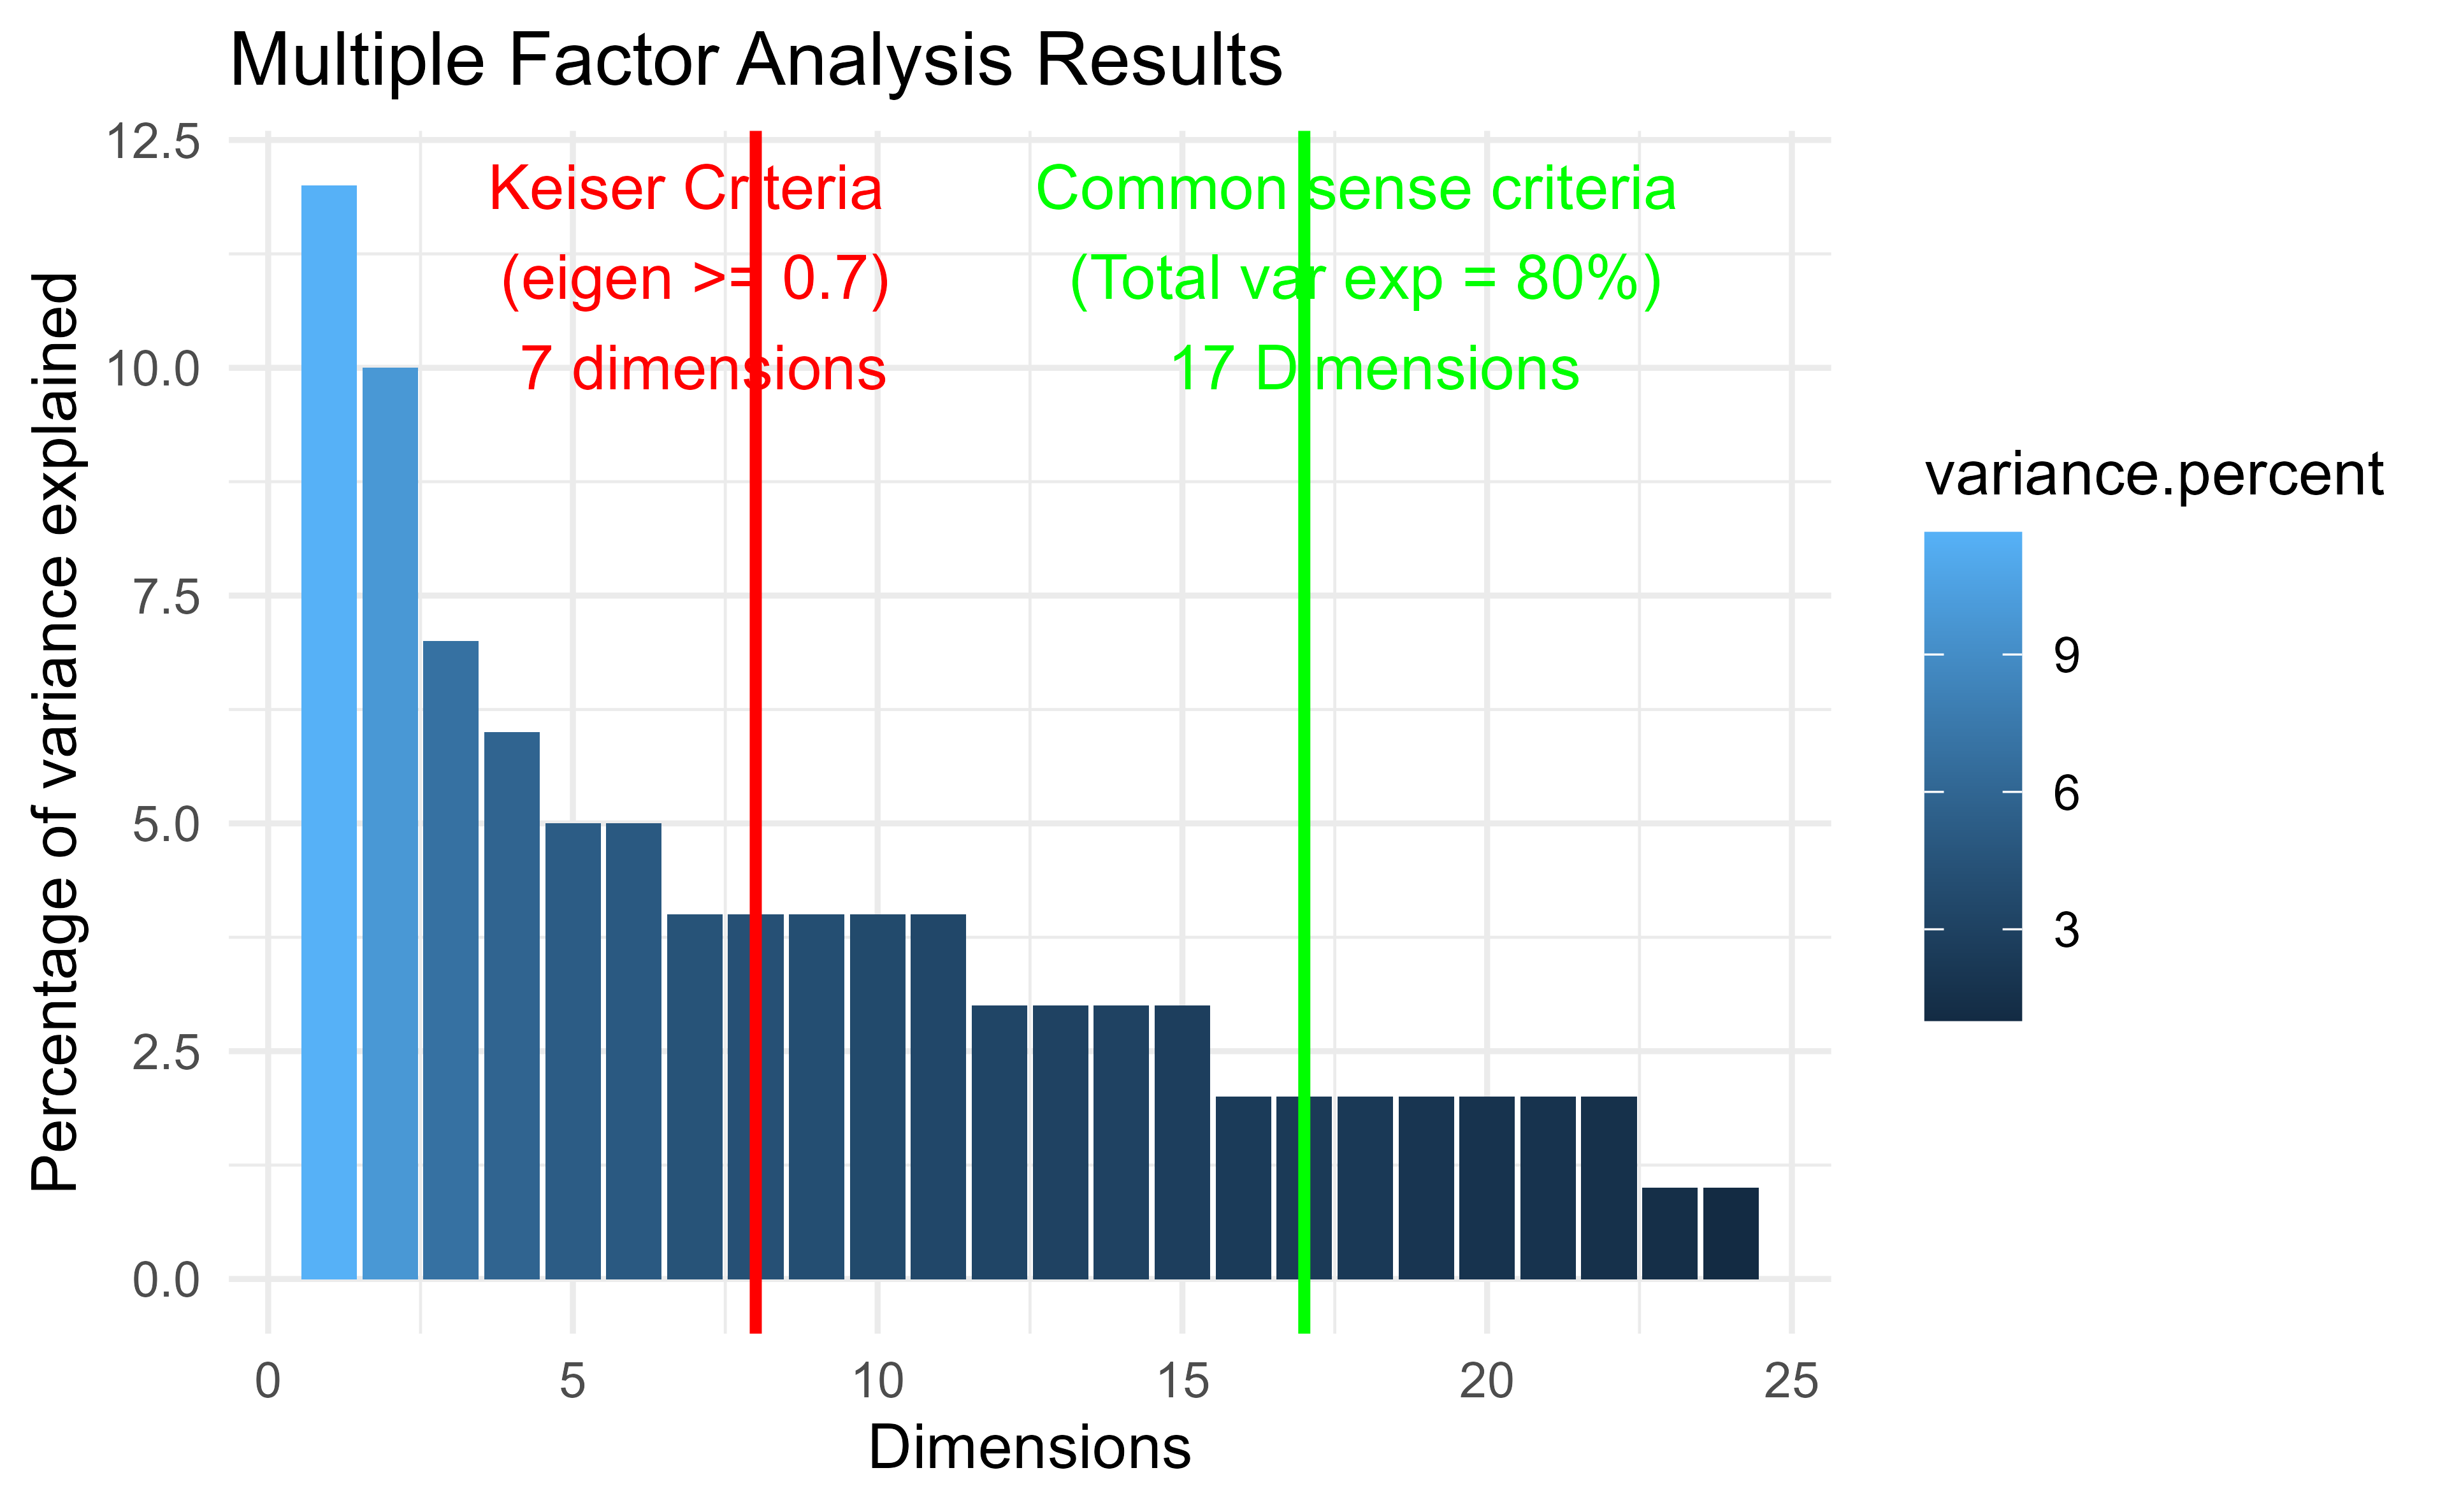 Multiple Factor Analysis Results
Percentage of variance explained
12.5
10.0
7.5
5.0
2.5
0.0
Keiser Criteria
(eigen >= 0.7)
7 dimensions
Common sense criteria
(Total var exp = 80%)
17 Dimensions
0 5 10 15 20 25
Dimensions
variance.percent
9
6
3